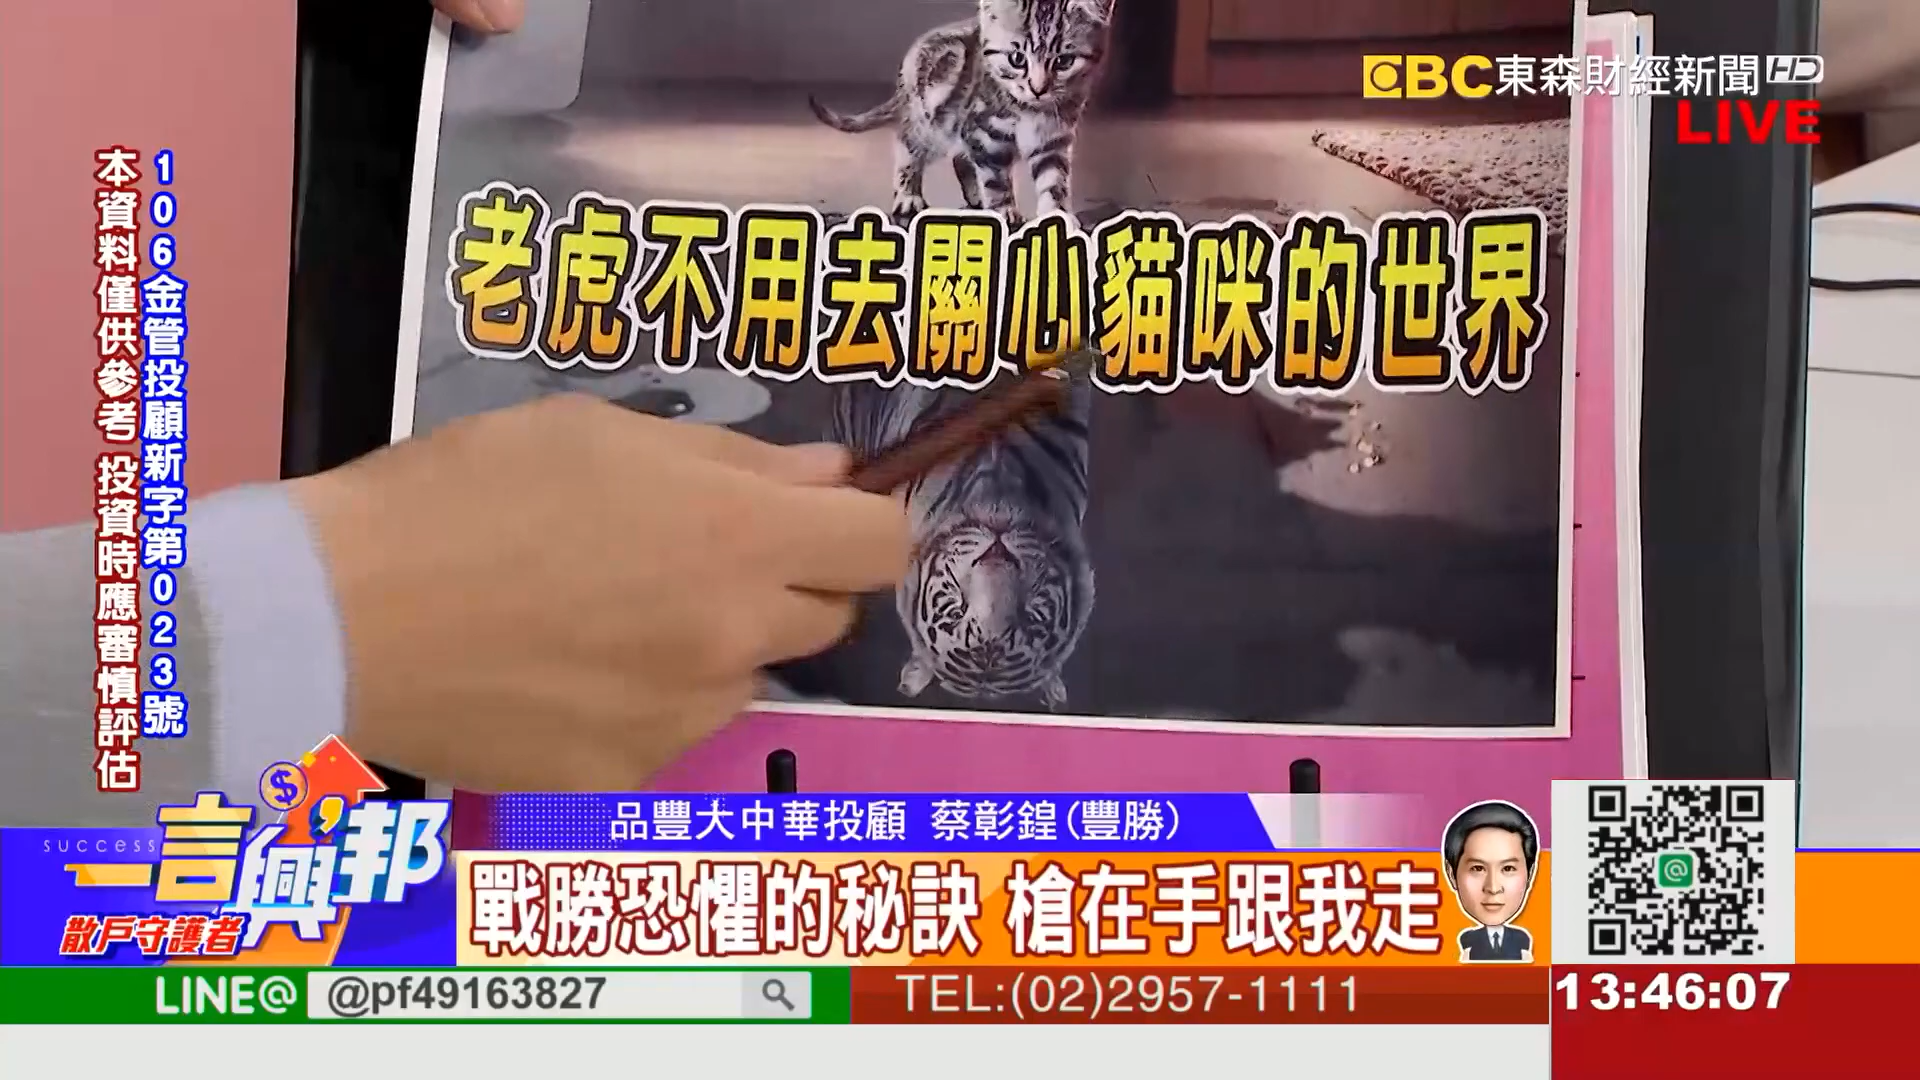 EBC東森財經新聞HD
LIVE
106金管投顧新字第023號
本資料僅供參考 投資時應審慎評估
老虎不用去關心貓咪的世界
success
一言興邦
散戶守護者
品豐大中華投顧 蔡彰鍠(豐勝)
戰勝恐懼的秘訣 槍在手跟我走
LINE@ @pf49163827
TEL:(02)2957-1111
13:46:07